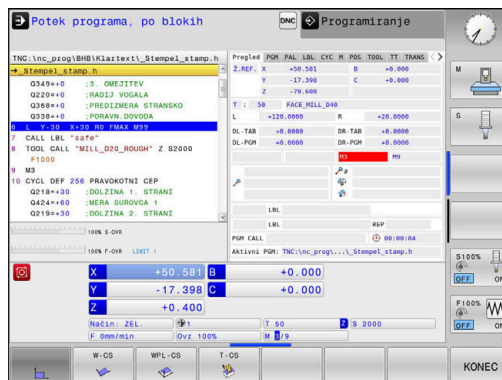 Potek programa, po blokih
DNC
Programiranje
TNC:\nc_prog\BHB\Klartext\_Stempel_stamp.h
→_Stempel_stamp.h
Q349=+0 ;3. OMEJITEV
Q220=+0 ;RADIJ VOGALA
Q368=+0 ;PREDIZMERA STRANSKO
Q338=+0 ;PORAVN.DOVODA
6 L Y-30 X+30 R0 FMAX M99
7 CALL LBL "safe"
8 TOOL CALL "MILL_D20_ROUGH" Z S2000
F1000
9 M3
10 CYCL DEF 256 PRAVOKOTNI CEP
Q218=+30 ;DOLZINA 1. STRANI
Q424=+60 ;MERA SUROVCA 1
Q219=+30 ;DOLZINA 2. STRANI
100% S-OVR
100% F-OVR LIMIT 1
Pregled PGM PAL LBL CYC M POS TOOL TT TRANS
Z.REF. X +50.581 B +0.000
Y -17.398 C +0.000
Z -79.600
T : 50 FACE_MILL_D40
L +120.0000 R +20.0000
DL-TAB +0.0000 DR-TAB +0.0000
DL-PGM +0.0000 DR-PGM +0.0000
M3 M9
P#
LBL
LBL REP
PGM CALL 00:00:04
Aktivni PGM: TNC:\nc_prog\...\_Stempel_stamp.h
X +50.581 B +0.000
Y -17.398 C +0.000
Z +0.400
Način: ZEL. 1 T 50 Z S 2000
F 0mm/min Ovr 100% M 3/9
M
S
S100%
OFF ON
F100%
OFF ON
W-CS
WPL-CS
T-CS
KONEC